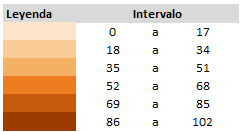 Leyenda Intervalo
0 a 17
18 a 34
35 a 51
52 a 68
69 a 85
86 a 102